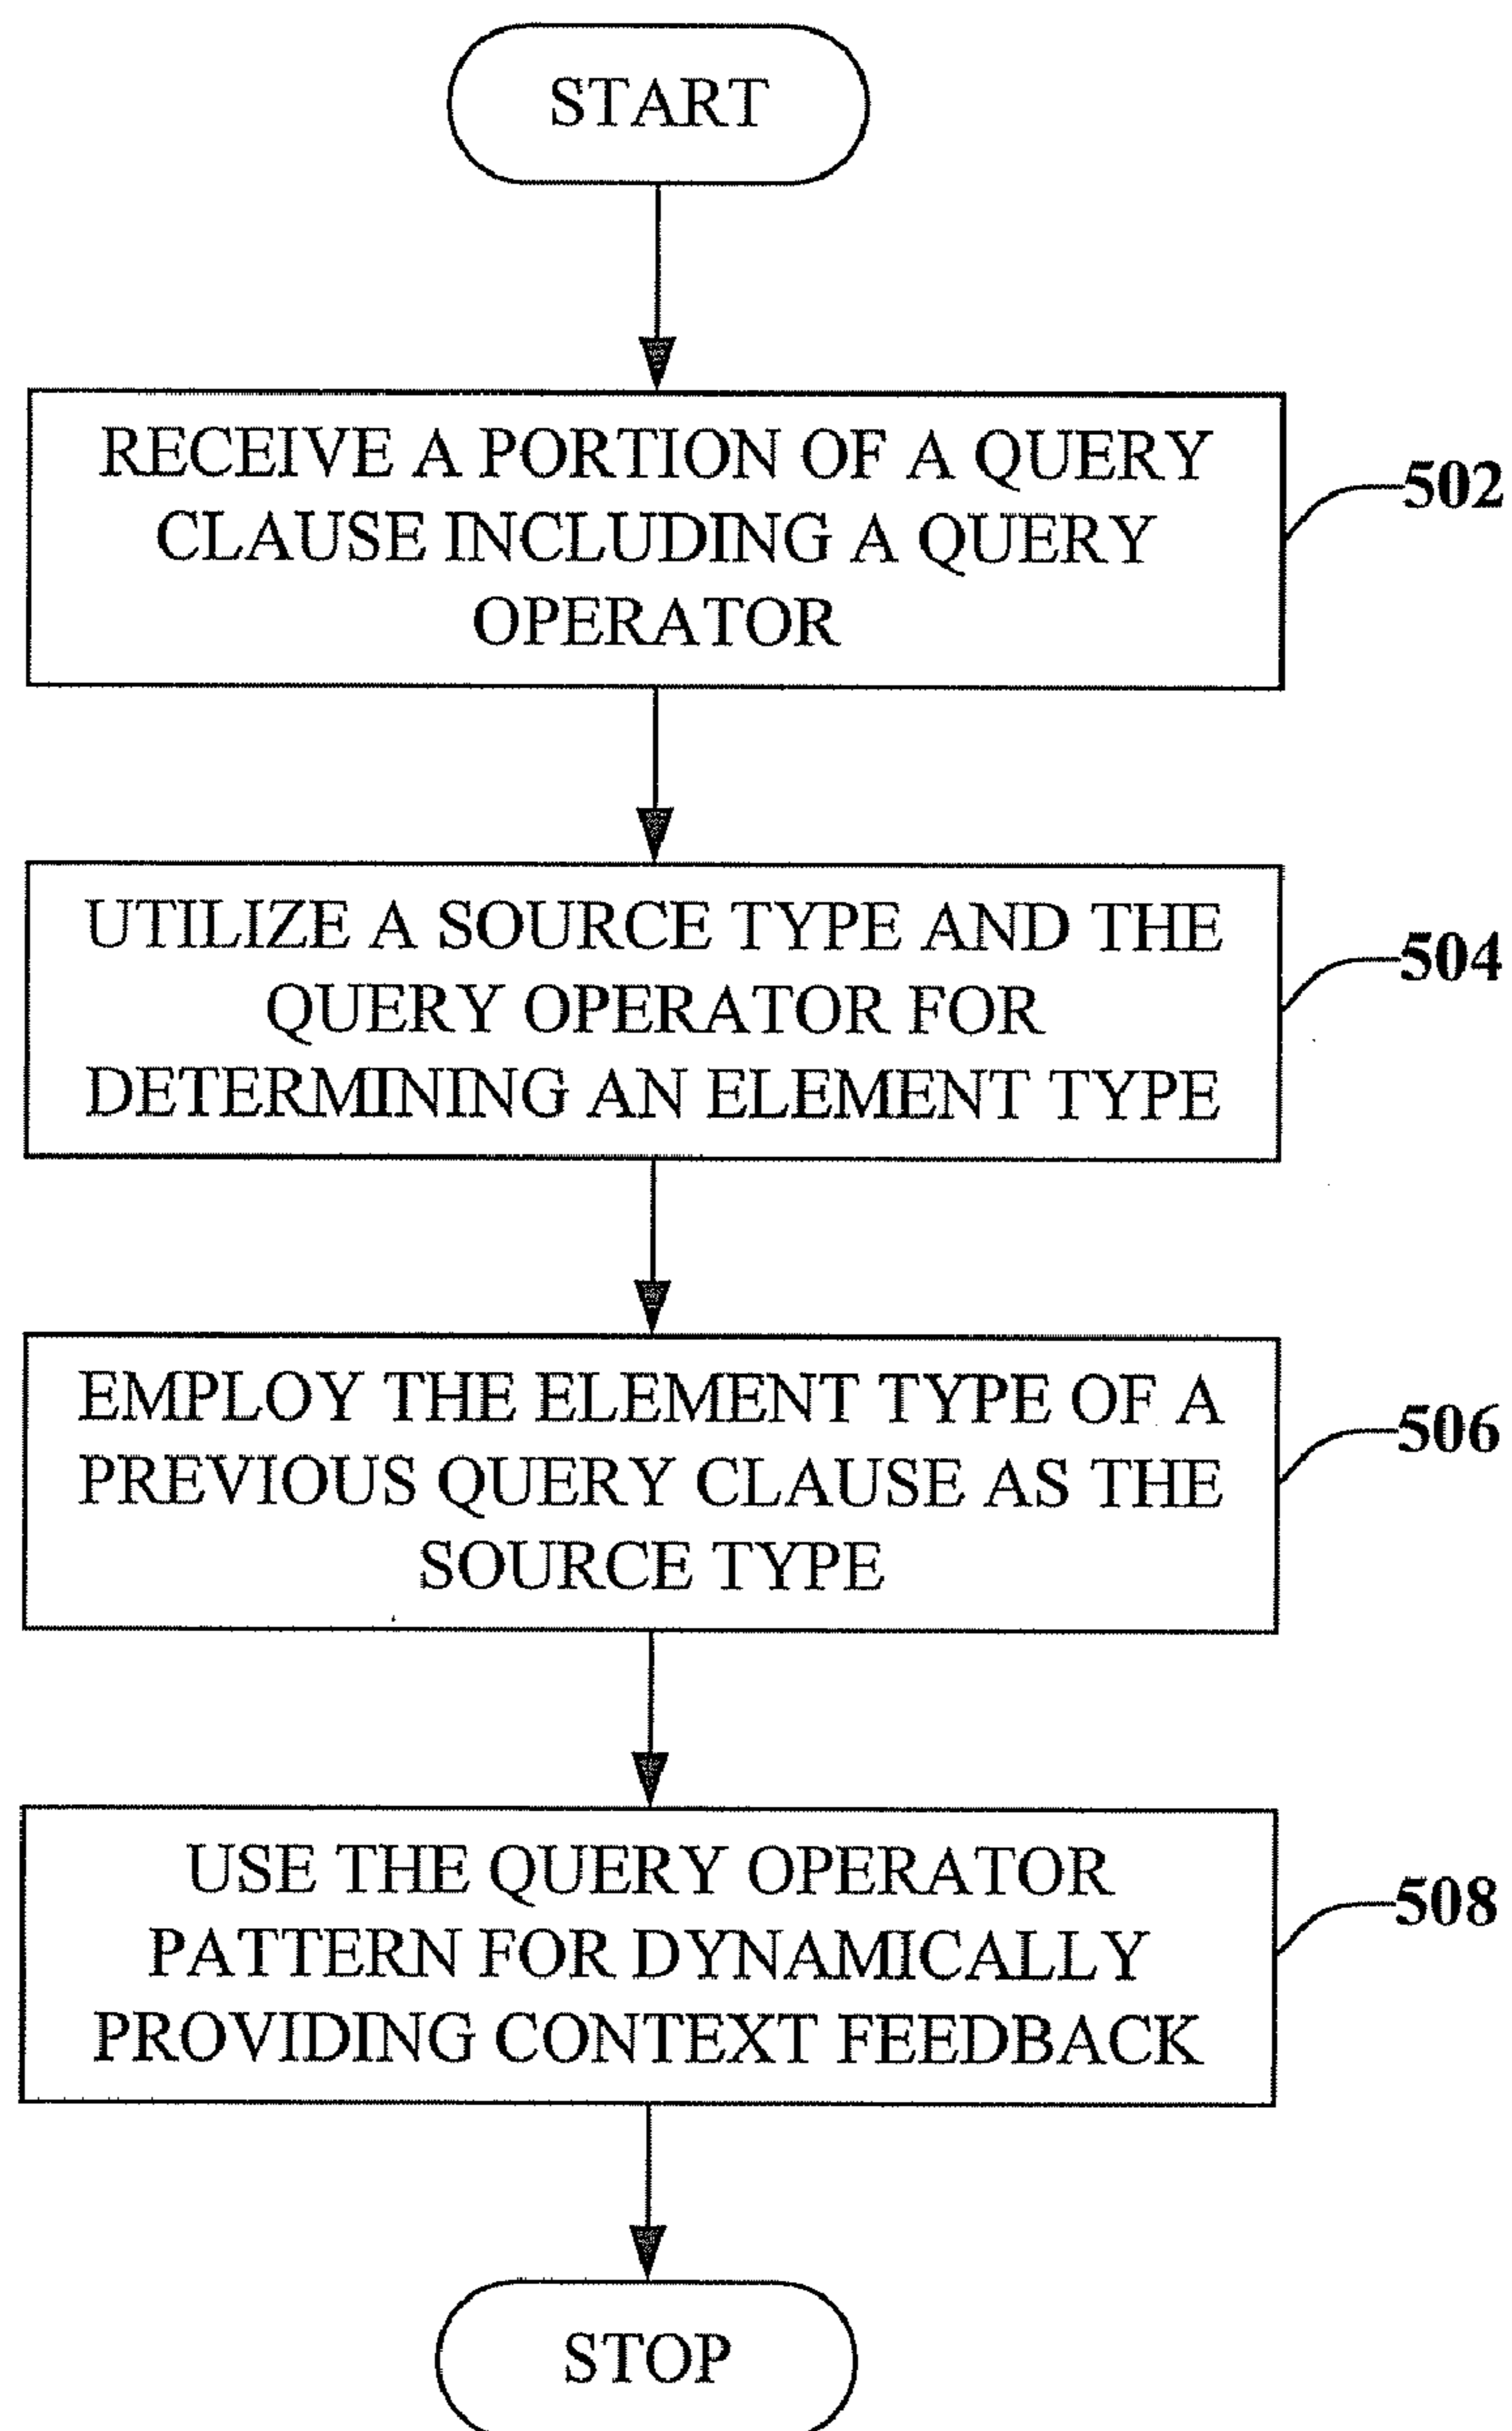 START
RECEIVE A PORTION OF A QUERY
CLAUSE INCLUDING A QUERY
OPERATOR
502
UTILIZE A SOURCE TYPE AND THE
QUERY OPERATOR FOR
DETERMINING AN ELEMENT TYPE
504
EMPLOY THE ELEMENT TYPE OF A
PREVIOUS QUERY CLAUSE AS THE
SOURCE TYPE
506
USE THE QUERY OPERATOR
PATTERN FOR DYNAMICALLY
PROVIDING CONTEXT FEEDBACK
508
STOP